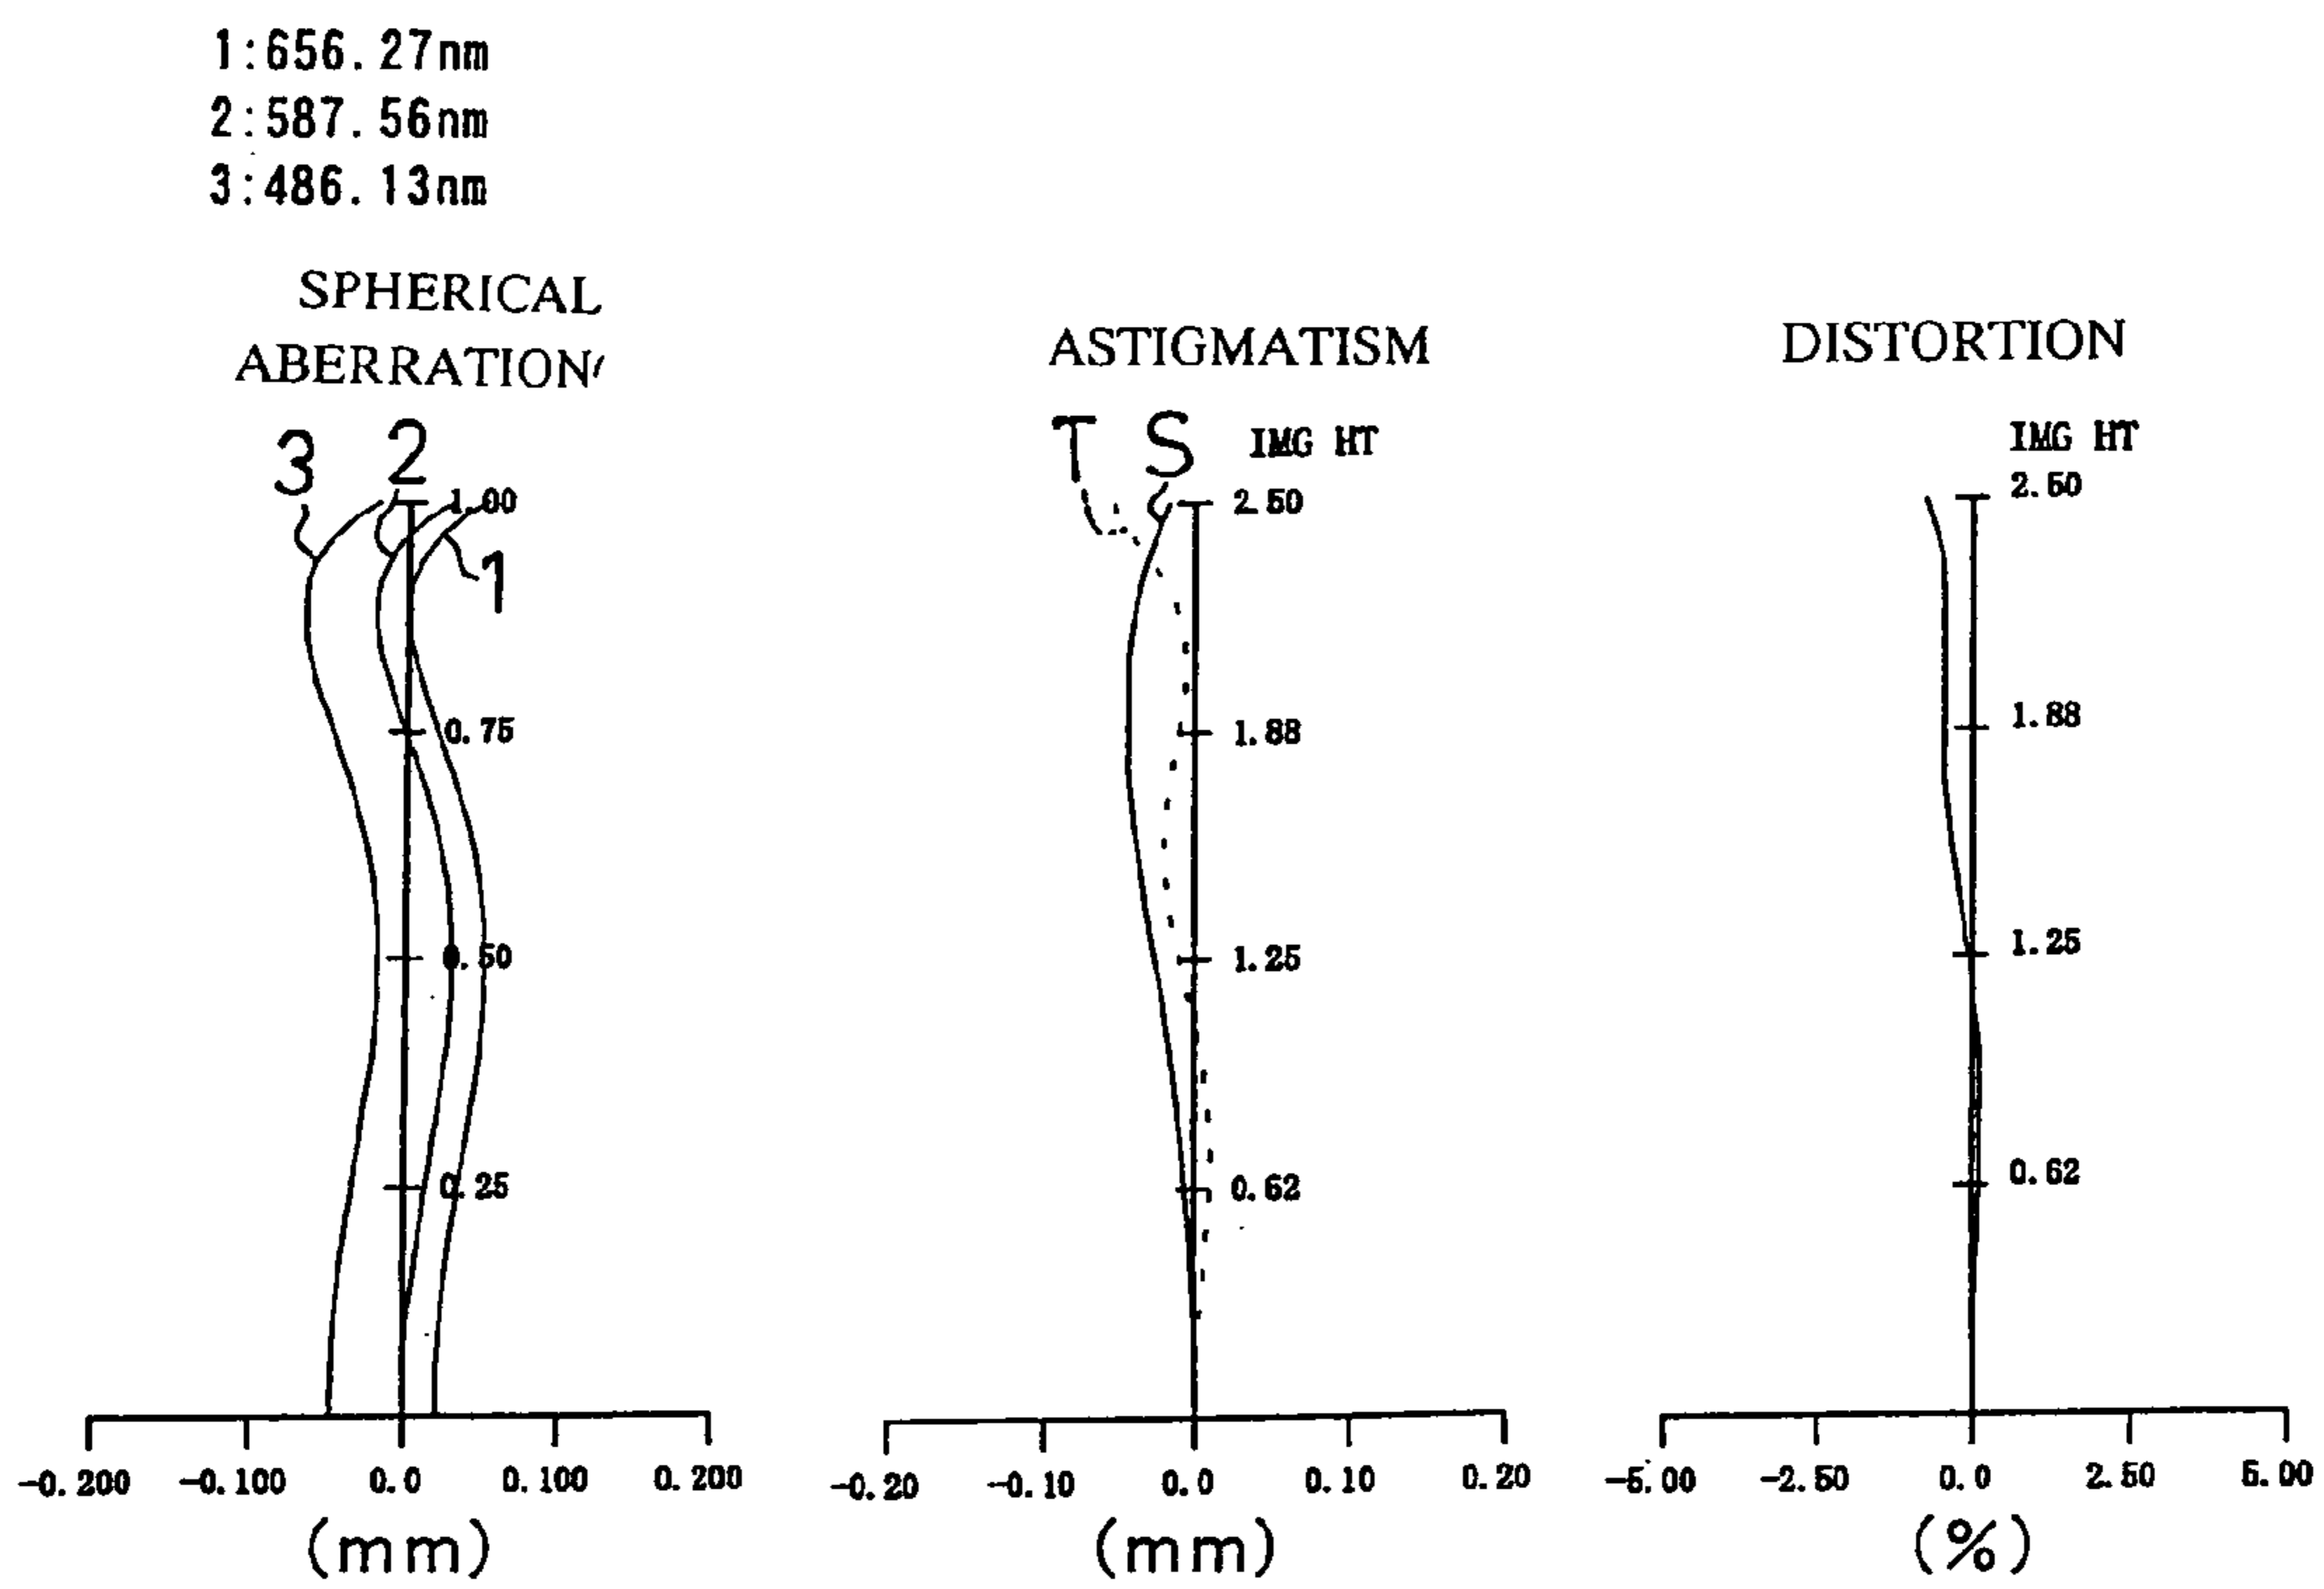 1:656.27nm
2:587.56nm
3:486.13nm
SPHERICAL
ABERRATION
3 2
1.00
1
0.75
0.50
0.25
-0.200 -0.100 0.0 0.100 0.200
(mm)
ASTIGMATISM
T S IMG HT
2.50
1.88
1.25
0.62
-0.20 -0.10 0.0 0.10 0.20
(mm)
DISTORTION
IMG HT
2.50
1.88
1.25
0.62
-5.00 -2.50 0.0 2.50 5.00
(%)